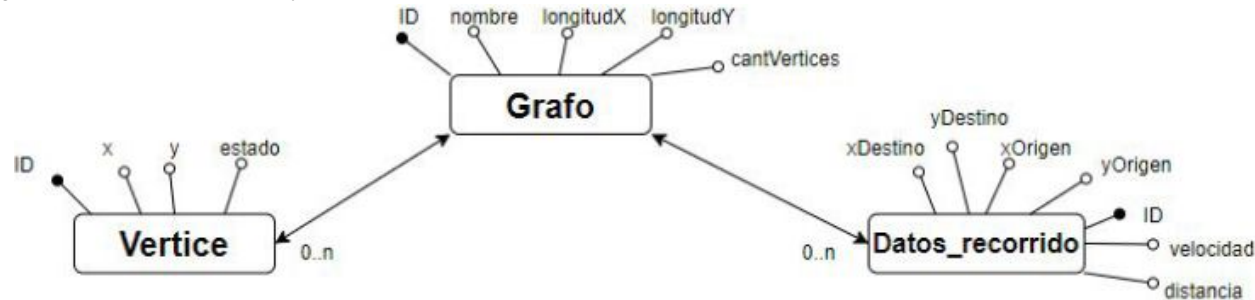 ID nombre longitudX longitudY
cantVertices
Grafo
ID x y estado
Vertice
0..n
yDestino
xDestino xOrigen yOrigen
ID
Datos_recorrido
velocidad
0..n
distancia